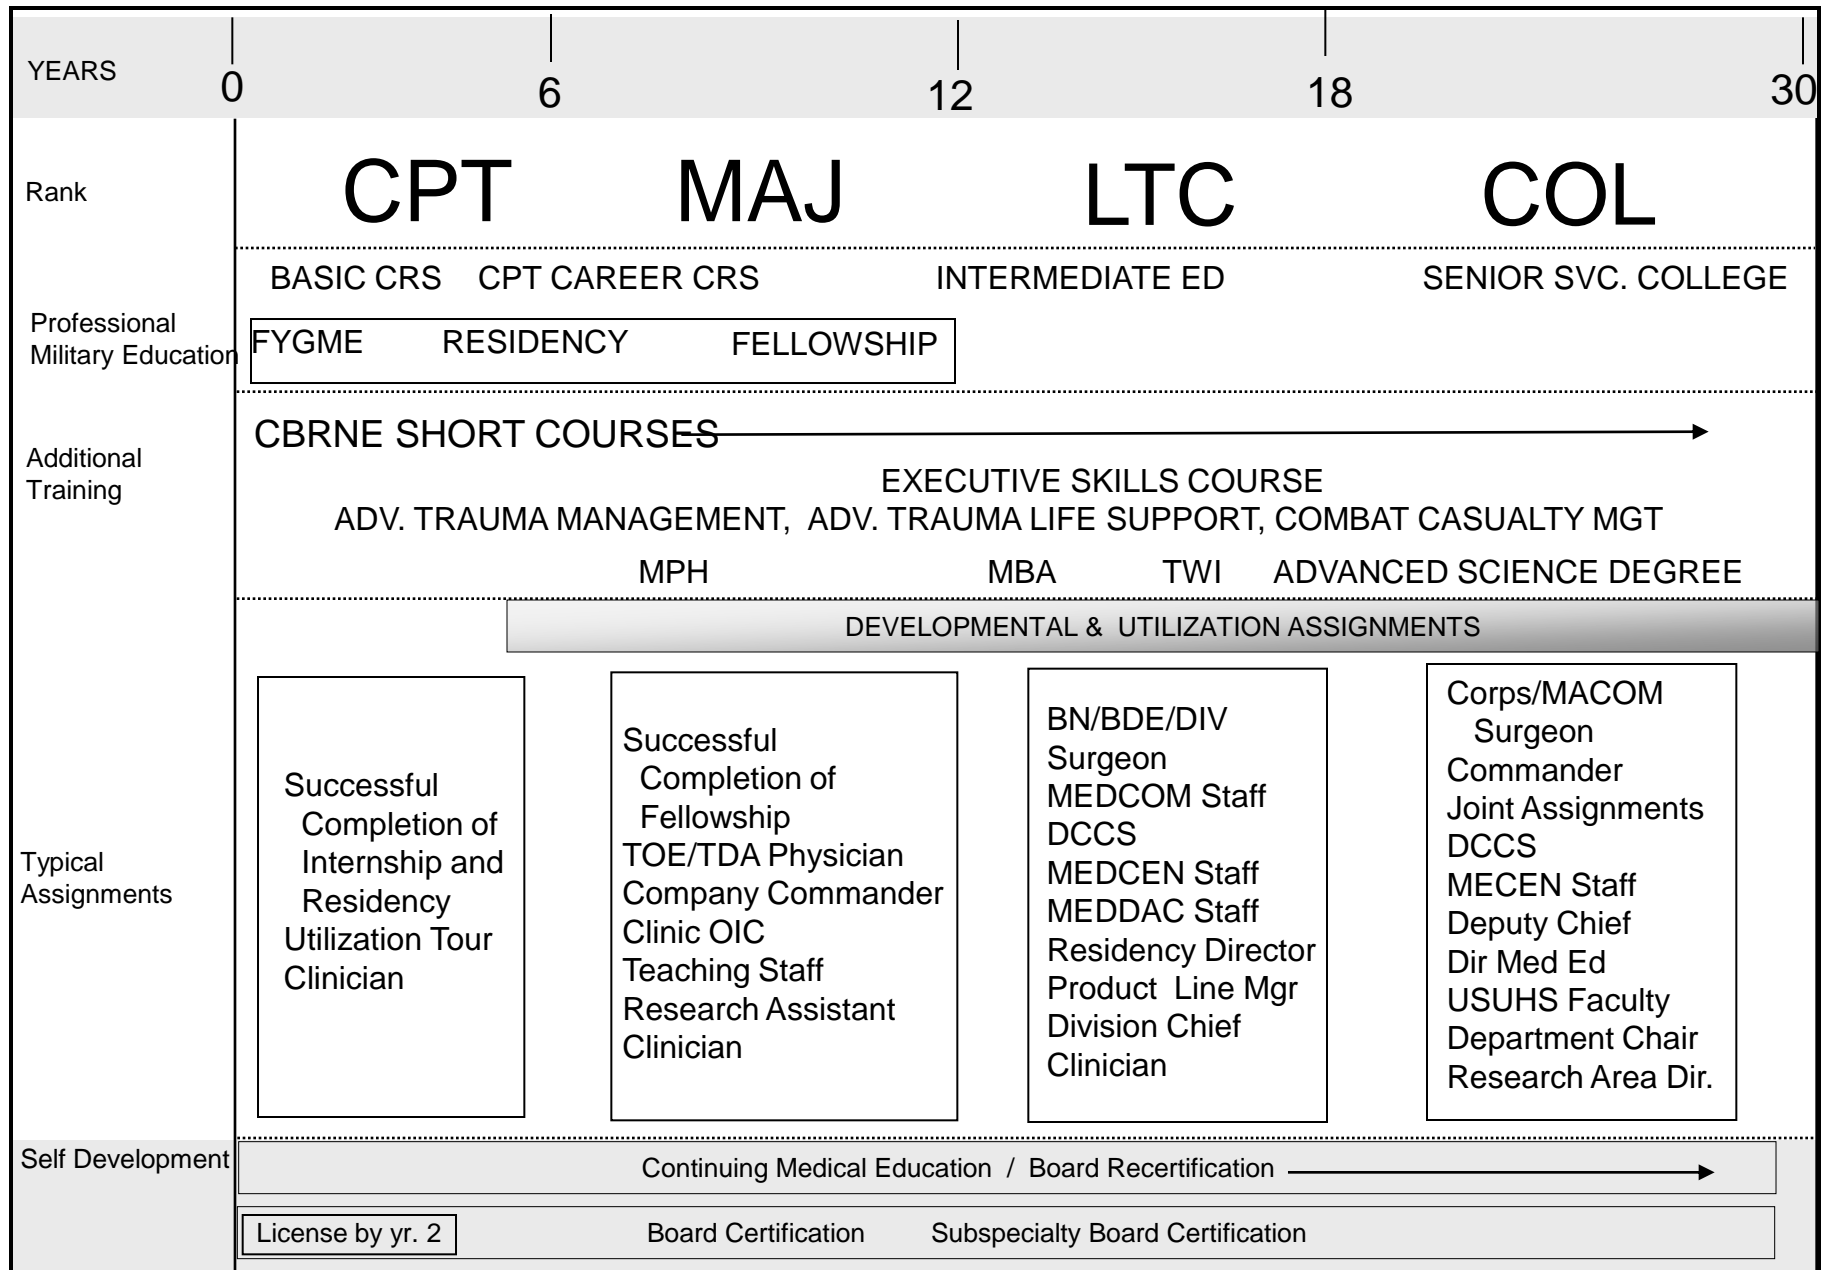 YEARS 0 6 12 18 30
Rank CPT MAJ LTC COL
Professional
Military Education
BASIC CRS CPT CAREER CRS INTERMEDIATE ED SENIOR SVC. COLLEGE
FYGME RESIDENCY FELLOWSHIP
Additional
Training
CBRNE SHORT COURSES
EXECUTIVE SKILLS COURSE
ADV. TRAUMA MANAGEMENT, ADV. TRAUMA LIFE SUPPORT, COMBAT CASUALTY MGT
MPH MBA TWI ADVANCED SCIENCE DEGREE
DEVELOPMENTAL & UTILIZATION ASSIGNMENTS
Typical
Assignments
Successful
Completion of
Internship and
Residency
Utilization Tour
Clinician
Successful
Completion of
Fellowship
TOE/TDA Physician
Company Commander
Clinic OIC
Teaching Staff
Research Assistant
Clinician
BN/BDE/DIV
Surgeon
MEDCOM Staff
DCCS
MEDCEN Staff
MEDDAC Staff
Residency Director
Product Line Mgr
Division Chief
Clinician
Corps/MACOM
Surgeon
Commander
Joint Assignments
DCCS
MECEN Staff
Deputy Chief
Dir Med Ed
USUHS Faculty
Department Chair
Research Area Dir.
Self Development
Continuing Medical Education / Board Recertification
License by yr. 2 Board Certification Subspecialty Board Certification